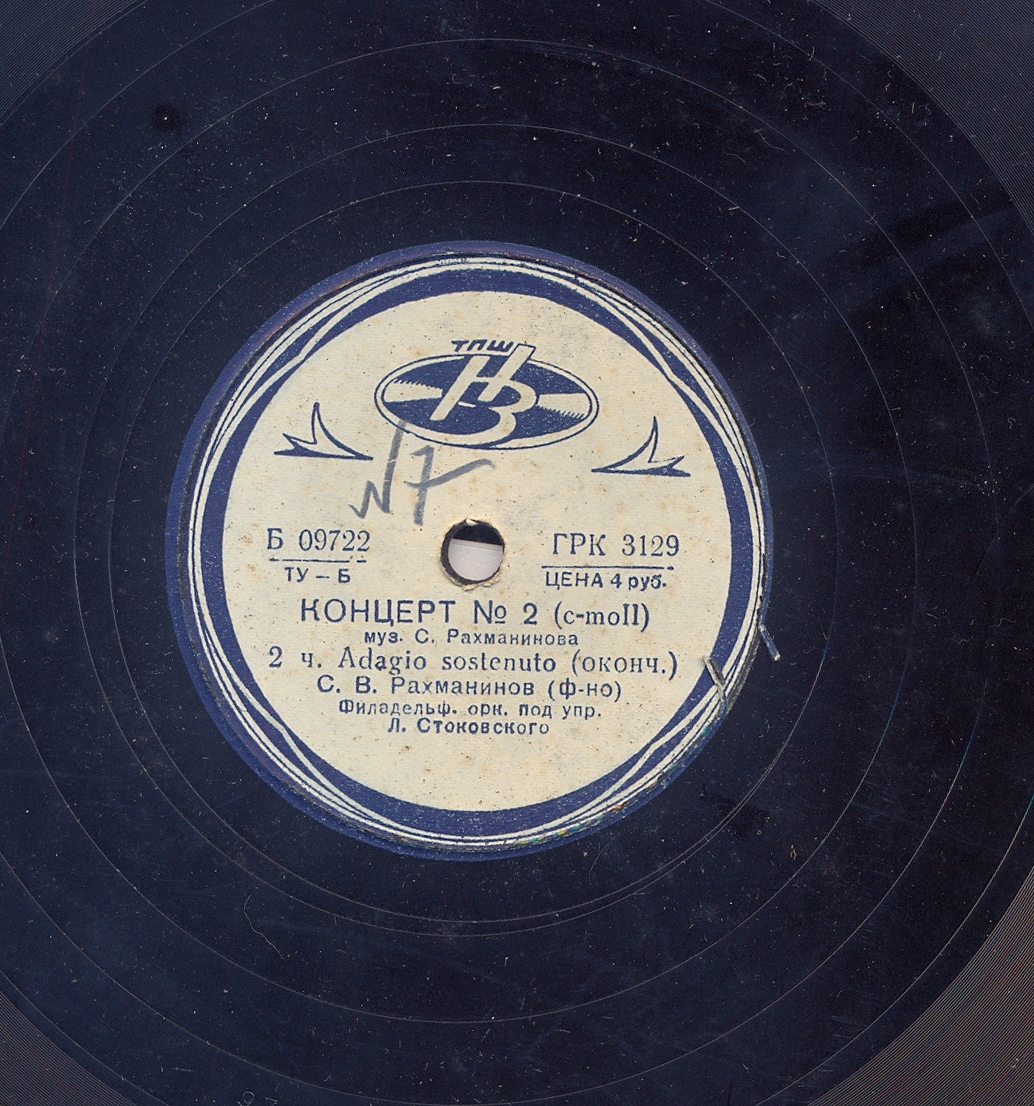 ТПШ
НЗ
№7
Б 09722
ТУ – Б
ГРК 3129
ЦЕНА 4 руб.
КОНЦЕРТ № 2 (c-moll)
муз. С. Рахманинова
2 ч. Adagio sostenuto (оконч.)
С. В. Рахманинов (ф-но)
Филадельф. орк. под упр.
Л. Стоковского